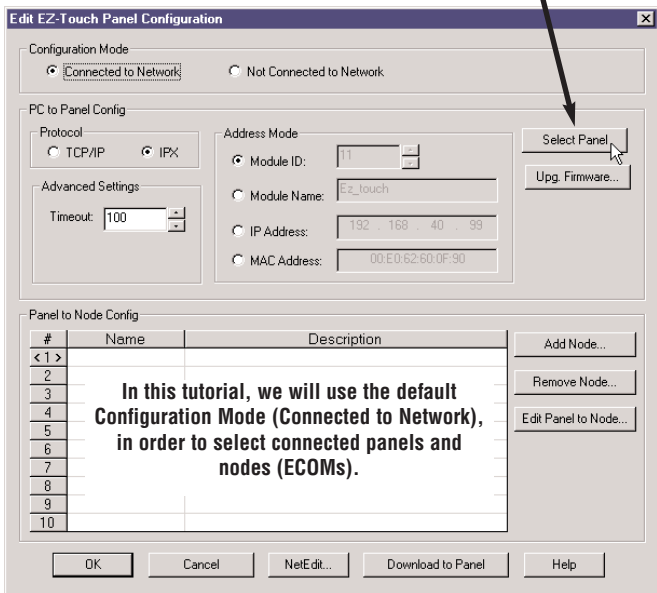 Edit EZ-Touch Panel Configuration
Configuration Mode
Connected to Network
Not Connected to Network
PC to Panel Config
Protocol
TCP/IP
IPX
Advanced Settings
Timeout: 100
Address Mode
Module ID: 11
Module Name: Ez_touch
IP Address: 192 . 168 . 40 . 99
MAC Address: 00:E0:62:60:0F:90
Select Panel
Upg. Firmware...
Panel to Node Config
# Name Description
<1>
2
3
4
5
6
7
8
9
10
In this tutorial, we will use the default
Configuration Mode (Connected to Network),
in order to select connected panels and
nodes (ECOMs).
Add Node...
Remove Node...
Edit Panel to Node...
OK Cancel NetEdit... Download to Panel Help